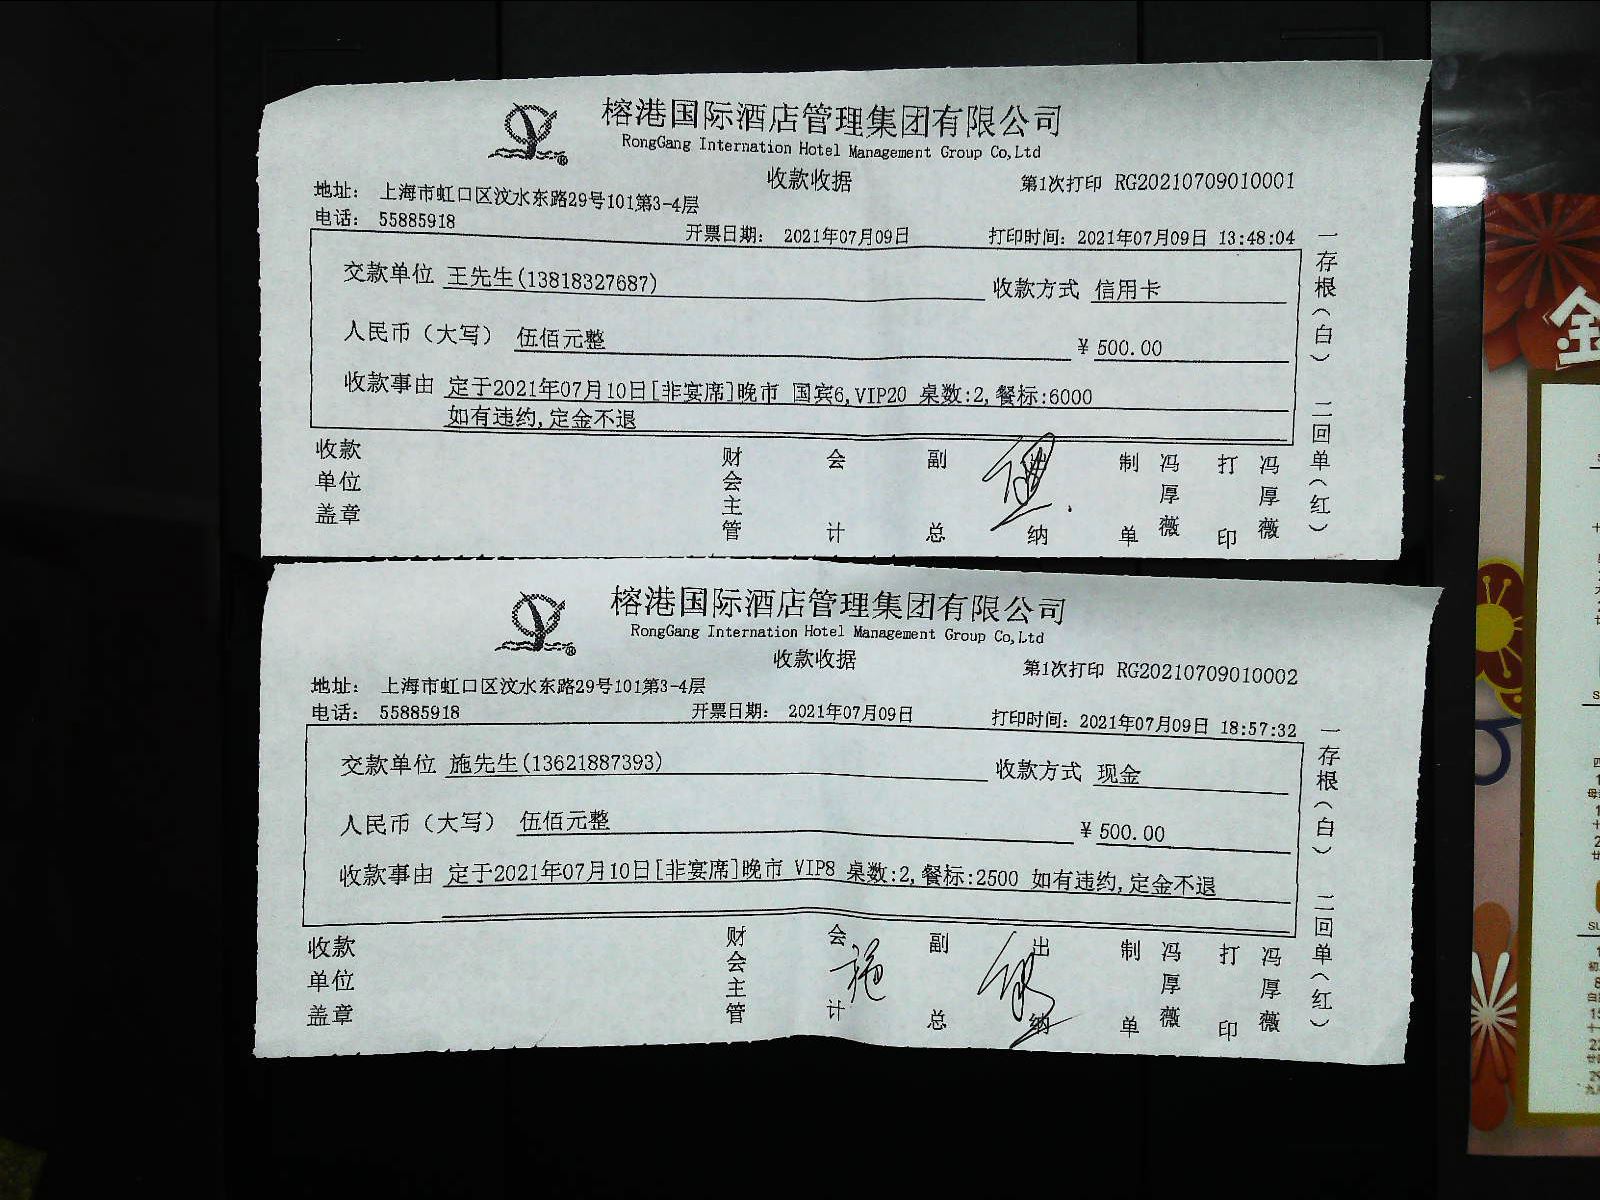 榕港国际酒店管理集团有限公司
RongGang Internation Hotel Management Group Co,Ltd
收款收据
第1次打印 RG20210709010001
地址： 上海市虹口区汶水东路29号101第3-4层
电话： 55885918
开票日期： 2021年07月09日
打印时间：2021年07月09日 13:48:04
交款单位 王先生(13818327687)
收款方式 信用卡
人民币（大写） 伍佰元整
¥ 500.00
收款事由 定于2021年07月10日[非宴席]晚市 国宾6,VIP20 桌数:2,餐标:6000
如有违约,定金不退
收款单位盖章
财会主管
会计
副总
出纳
制单 冯厚薇
打印 冯厚薇
一存根（白） 二回单（红）
榕港国际酒店管理集团有限公司
RongGang Internation Hotel Management Group Co,Ltd
收款收据
第1次打印 RG20210709010002
地址： 上海市虹口区汶水东路29号101第3-4层
电话： 55885918
开票日期： 2021年07月09日
打印时间：2021年07月09日 18:57:32
交款单位 施先生(13621887393)
收款方式 现金
人民币（大写） 伍佰元整
¥ 500.00
收款事由 定于2021年07月10日[非宴席]晚市 VIP8 桌数:2,餐标:2500 如有违约,定金不退
收款单位盖章
财会主管
会计
施
副总
出纳
制单 冯厚薇
打印 冯厚薇
一存根（白） 二回单（红）
金